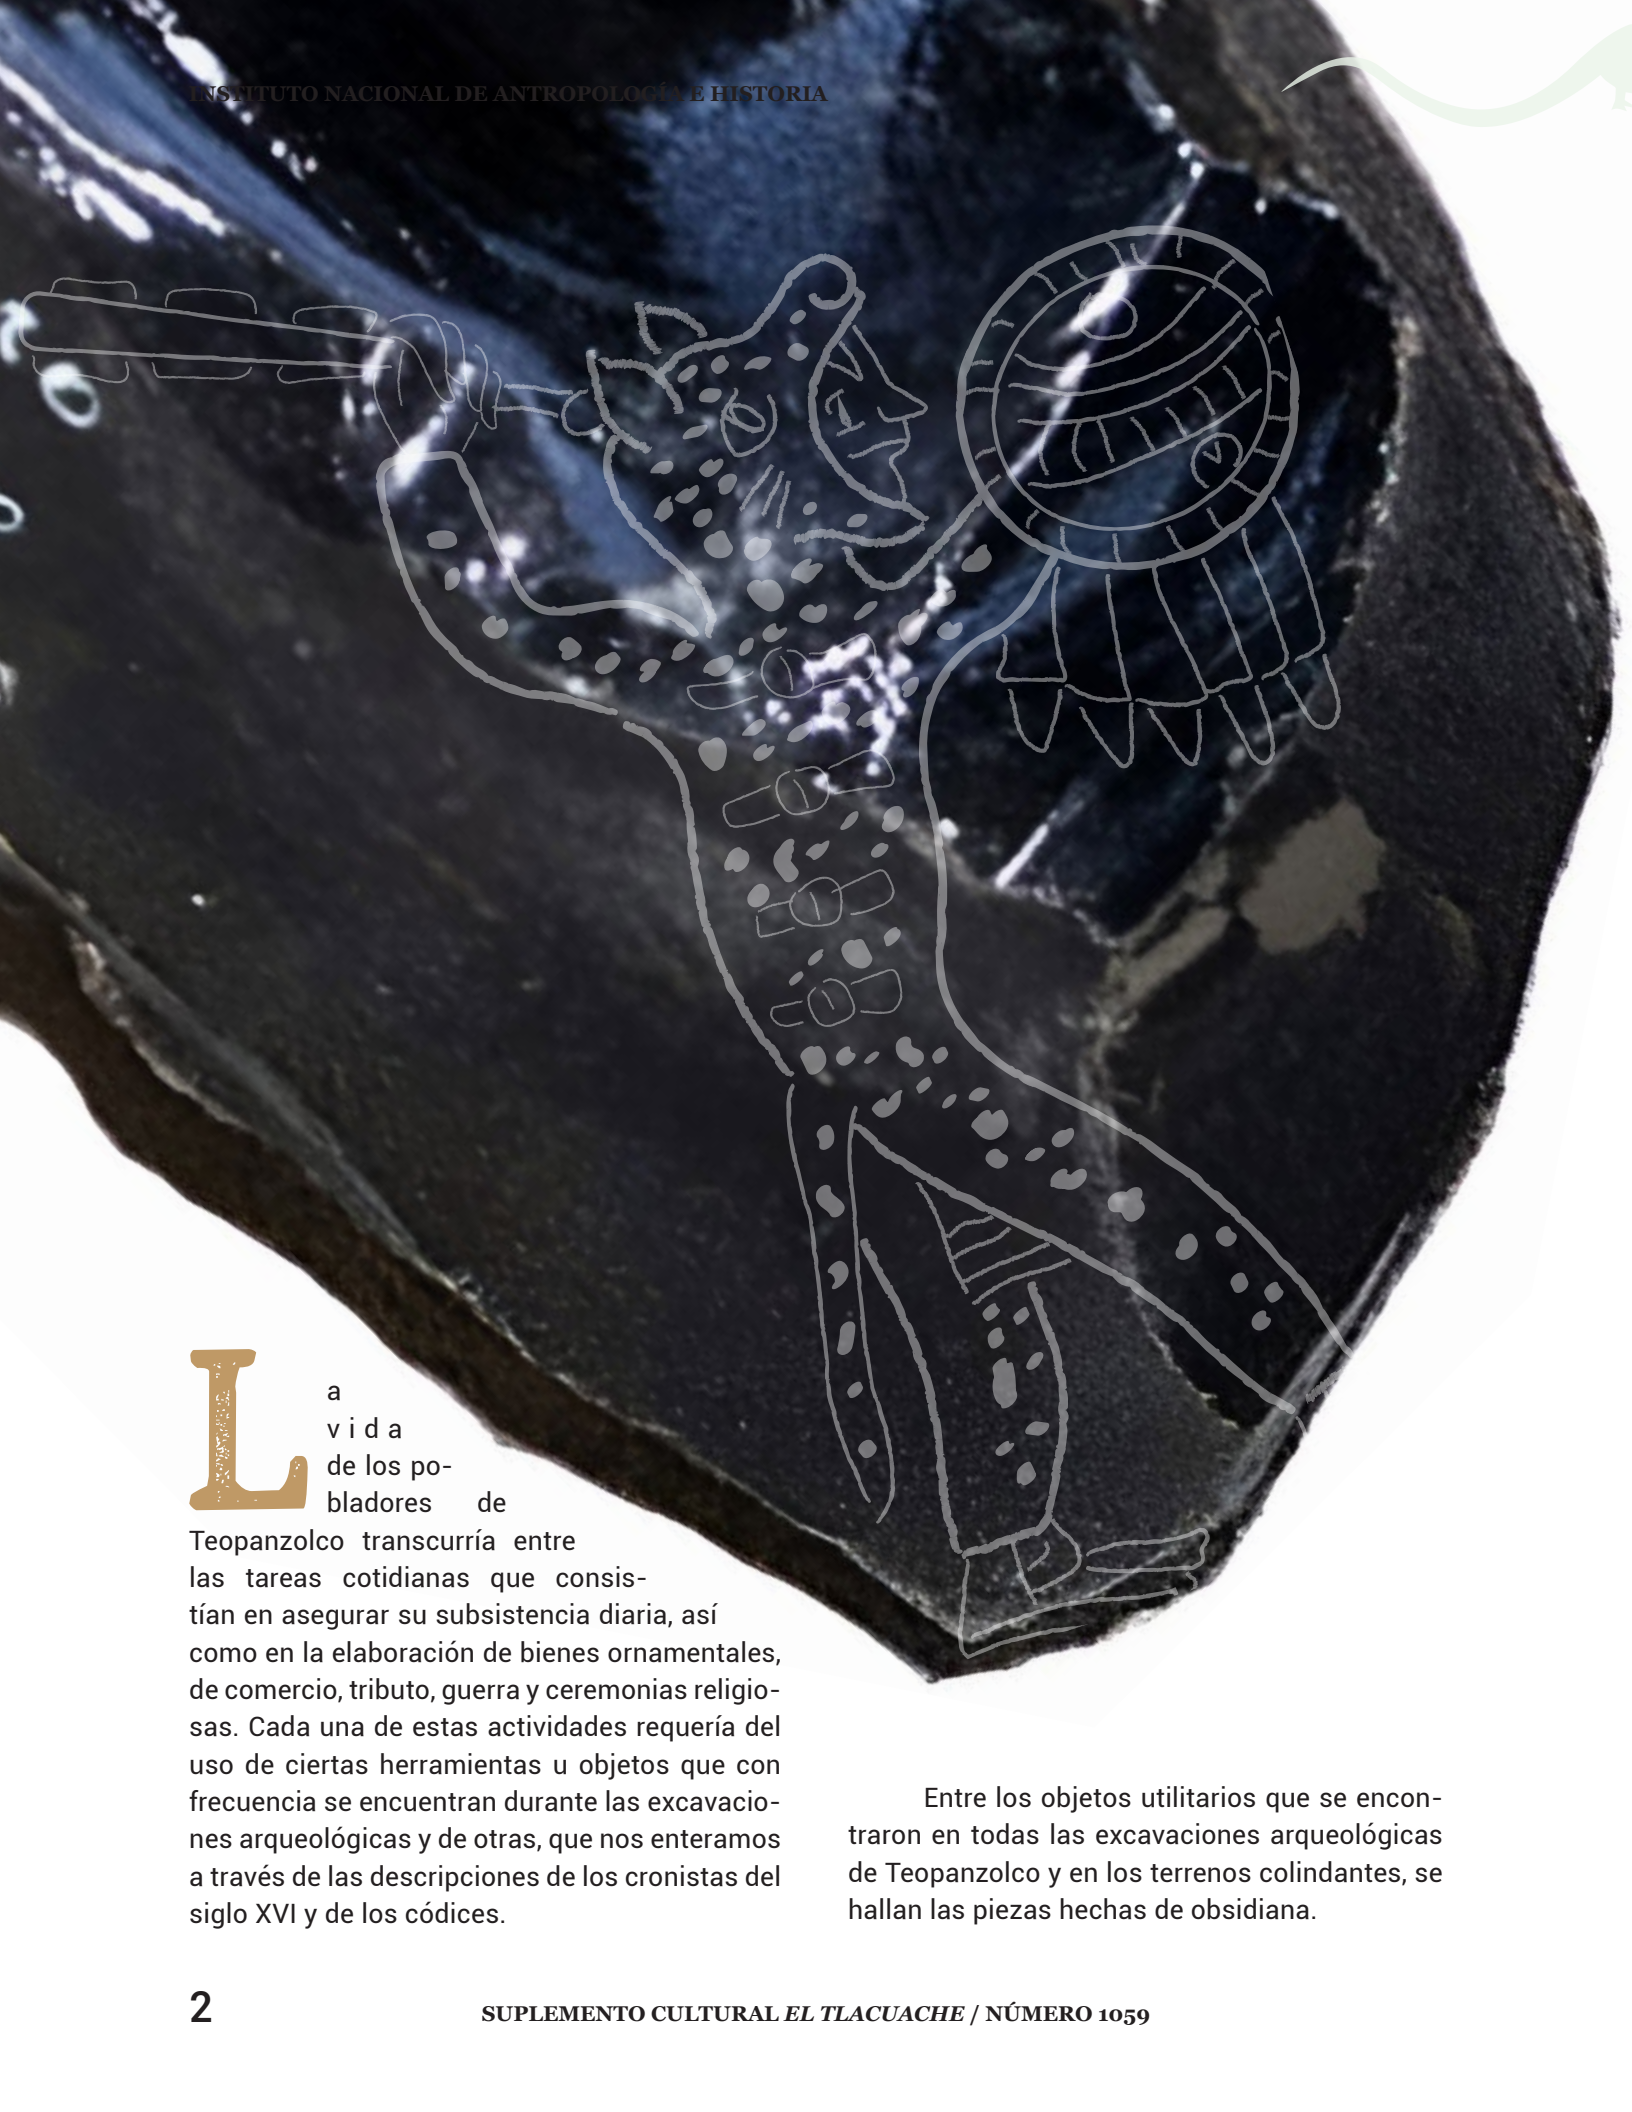 INSTITUTO NACIONAL DE ANTROPOLOGÍA E HISTORIA
La
vida
de los po-
bladores de
Teopanzolco transcurría entre
las tareas cotidianas que consis-
tían en asegurar su subsistencia diaria, así
como en la elaboración de bienes ornamentales,
de comercio, tributo, guerra y ceremonias religio-
sas. Cada una de estas actividades requería del
uso de ciertas herramientas u objetos que con
frecuencia se encuentran durante las excavacio-
nes arqueológicas y de otras, que nos enteramos
a través de las descripciones de los cronistas del
siglo XVI y de los códices.
Entre los objetos utilitarios que se encon-
traron en todas las excavaciones arqueológicas
de Teopanzolco y en los terrenos colindantes, se
hallan las piezas hechas de obsidiana.
2
SUPLEMENTO CULTURAL EL TLACUACHE / NÚMERO 1059